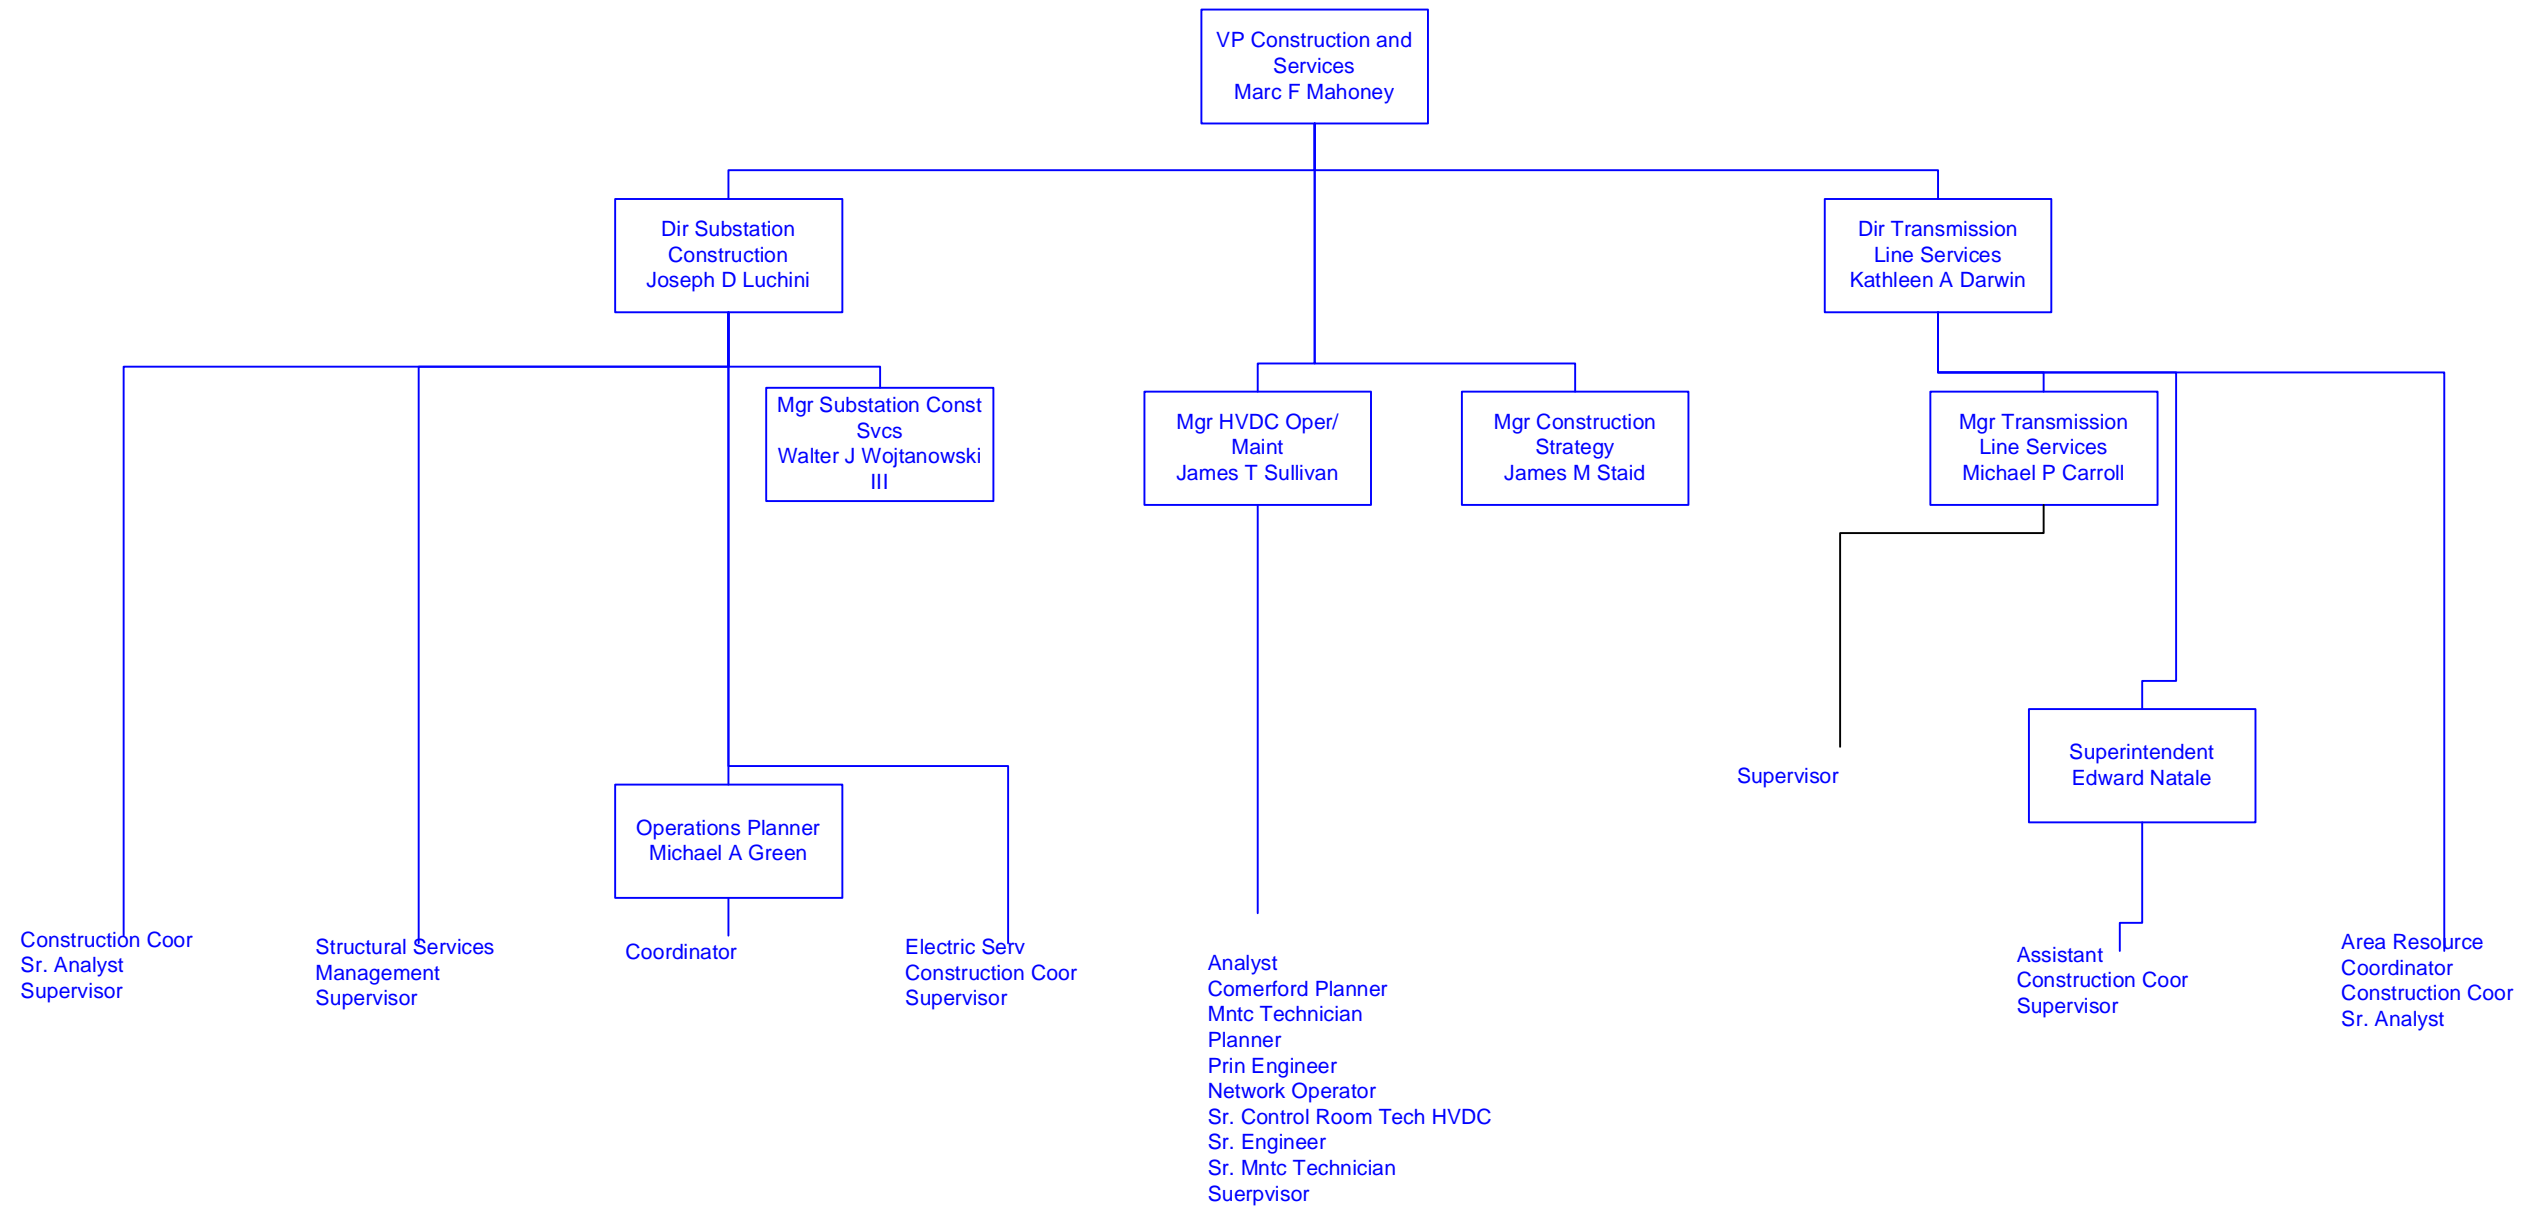 VP Construction and
Services
Marc F Mahoney
Dir Substation
Construction
Joseph D Luchini
Dir Transmission
Line Services
Kathleen A Darwin
Mgr Substation Const
Svcs
Walter J Wojtanowski
III
Mgr HVDC Oper/
Maint
James T Sullivan
Mgr Construction
Strategy
James M Staid
Mgr Transmission
Line Services
Michael P Carroll
Supervisor
Superintendent
Edward Natale
Operations Planner
Michael A Green
Construction Coor
Sr. Analyst
Supervisor
Structural Services
Management
Supervisor
Coordinator
Electric Serv
Construction Coor
Supervisor
Analyst
Comerford Planner
Mntc Technician
Planner
Prin Engineer
Network Operator
Sr. Control Room Tech HVDC
Sr. Engineer
Sr. Mntc Technician
Suerpvisor
Assistant
Construction Coor
Supervisor
Area Resource
Coordinator
Construction Coor
Sr. Analyst